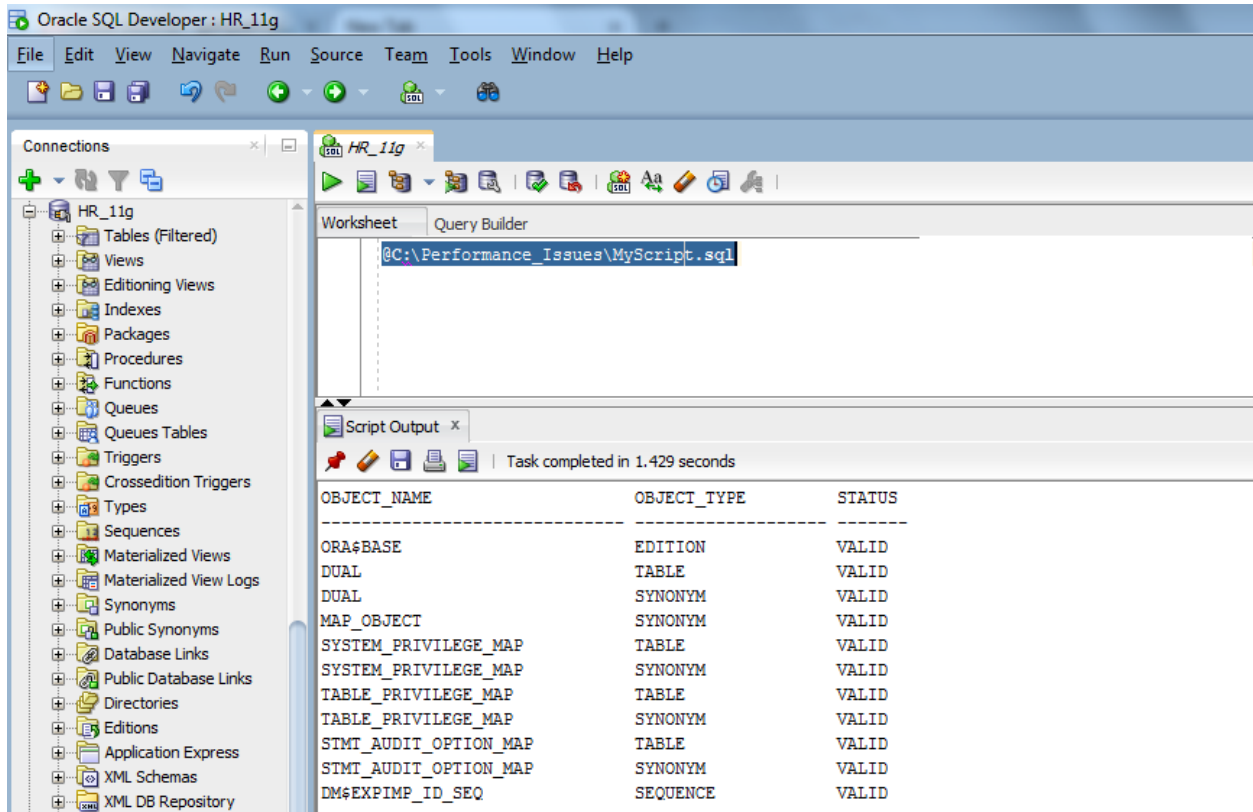 Oracle SQL Developer : HR_11g
File Edit View Navigate Run Source Team Tools Window Help
Connections
HR_11g
Tables (Filtered)
Views
Editioning Views
Indexes
Packages
Procedures
Functions
Queues
Queues Tables
Triggers
Crossedition Triggers
Types
Sequences
Materialized Views
Materialized View Logs
Synonyms
Public Synonyms
Database Links
Public Database Links
Directories
Editions
Application Express
XML Schemas
XML DB Repository
HR_11g
Worksheet Query Builder
@C:\Performance_Issues\MyScript.sql
Script Output
Task completed in 1.429 seconds
OBJECT_NAME OBJECT_TYPE STATUS
------------------------------ ------------------- -------
ORA$BASE EDITION VALID
DUAL TABLE VALID
DUAL SYNONYM VALID
MAP_OBJECT SYNONYM VALID
SYSTEM_PRIVILEGE_MAP TABLE VALID
SYSTEM_PRIVILEGE_MAP SYNONYM VALID
TABLE_PRIVILEGE_MAP TABLE VALID
TABLE_PRIVILEGE_MAP SYNONYM VALID
STMT_AUDIT_OPTION_MAP TABLE VALID
STMT_AUDIT_OPTION_MAP SYNONYM VALID
DM$EXPIMP_ID_SEQ SEQUENCE VALID